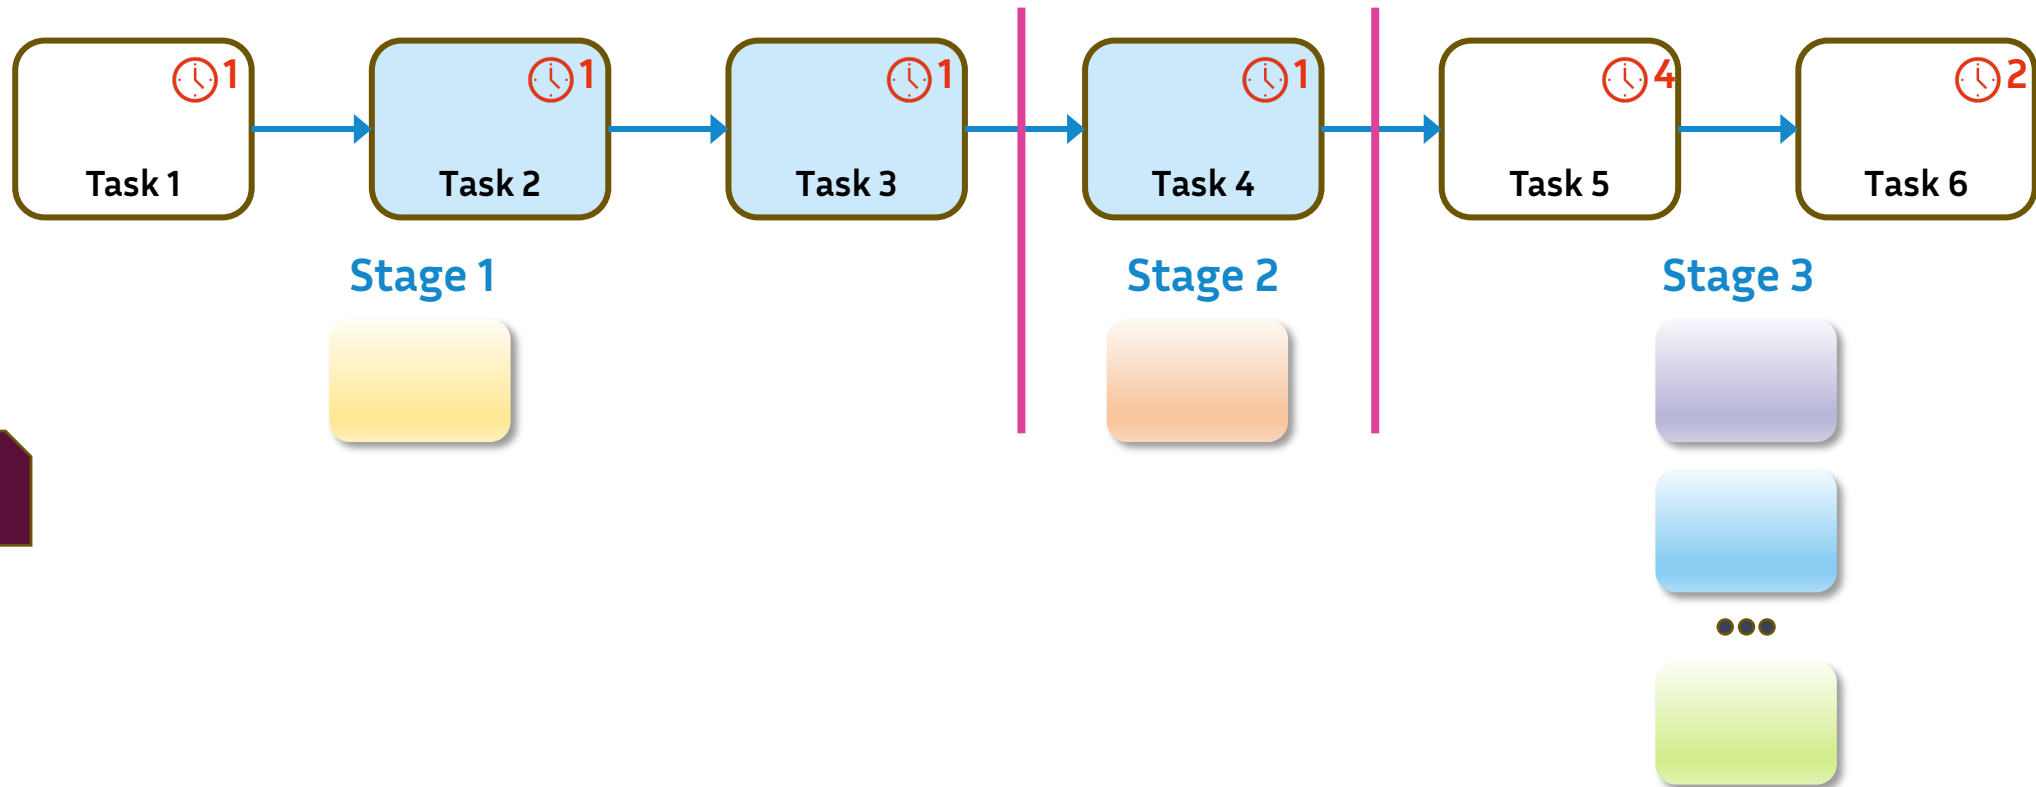 1
1
1
1
4
2
Task 1
Task 2
Task 3
Task 4
Task 5
Task 6
Stage 1
Stage 2
Stage 3